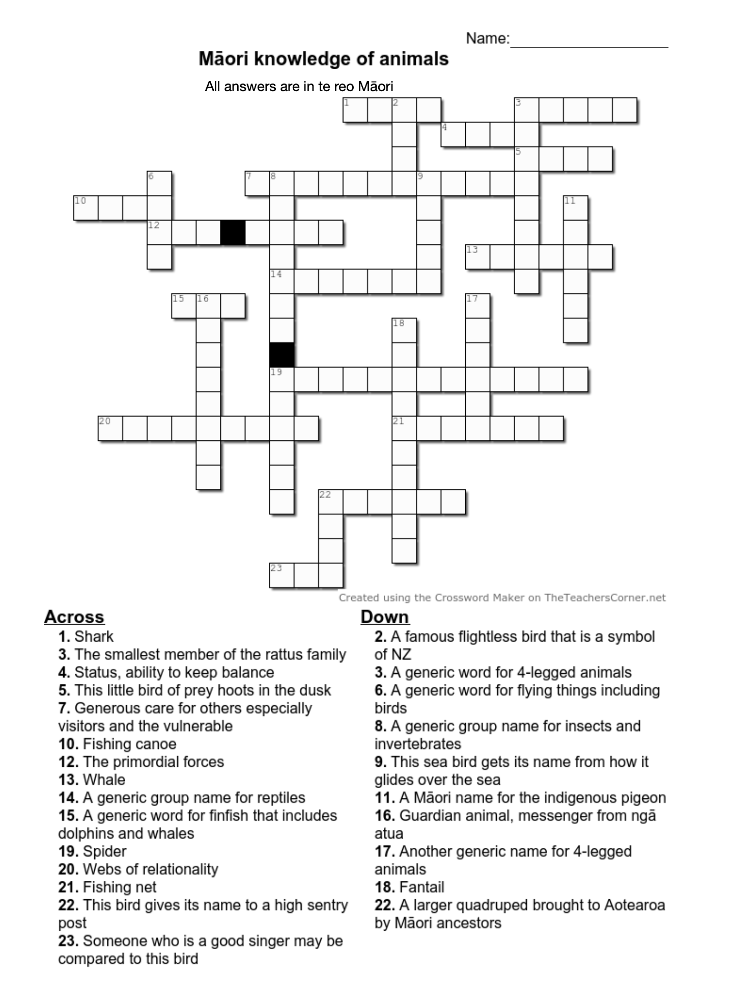 Name:
Māori knowledge of animals
All answers are in te reo Māori
1 2 3
4
5
6 7 8 9
10 11
12
13
14
15 16 17
18
19
20 21
22
23
Created using the Crossword Maker on TheTeachersCorner.net
Across
1. Shark
3. The smallest member of the rattus family
4. Status, ability to keep balance
5. This little bird of prey hoots in the dusk
7. Generous care for others especially
visitors and the vulnerable
10. Fishing canoe
12. The primordial forces
13. Whale
14. A generic group name for reptiles
15. A generic word for finfish that includes
dolphins and whales
19. Spider
20. Webs of relationality
21. Fishing net
22. This bird gives its name to a high sentry
post
23. Someone who is a good singer may be
compared to this bird
Down
2. A famous flightless bird that is a symbol
of NZ
3. A generic word for 4-legged animals
6. A generic word for flying things including
birds
8. A generic group name for insects and
invertebrates
9. This sea bird gets its name from how it
glides over the sea
11. A Māori name for the indigenous pigeon
16. Guardian animal, messenger from ngā
atua
17. Another generic name for 4-legged
animals
18. Fantail
22. A larger quadruped brought to Aotearoa
by Māori ancestors